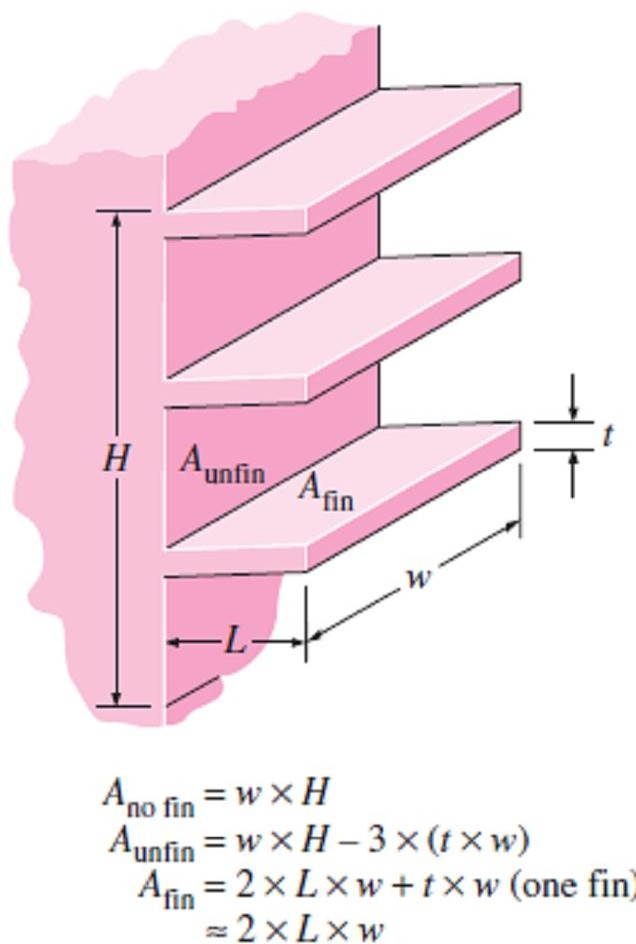 H
A_unfin
A_fin
t
w
L
A_no fin = w × H
A_unfin = w × H – 3 × (t × w)
A_fin = 2 × L × w + t × w (one fin)
≈ 2 × L × w